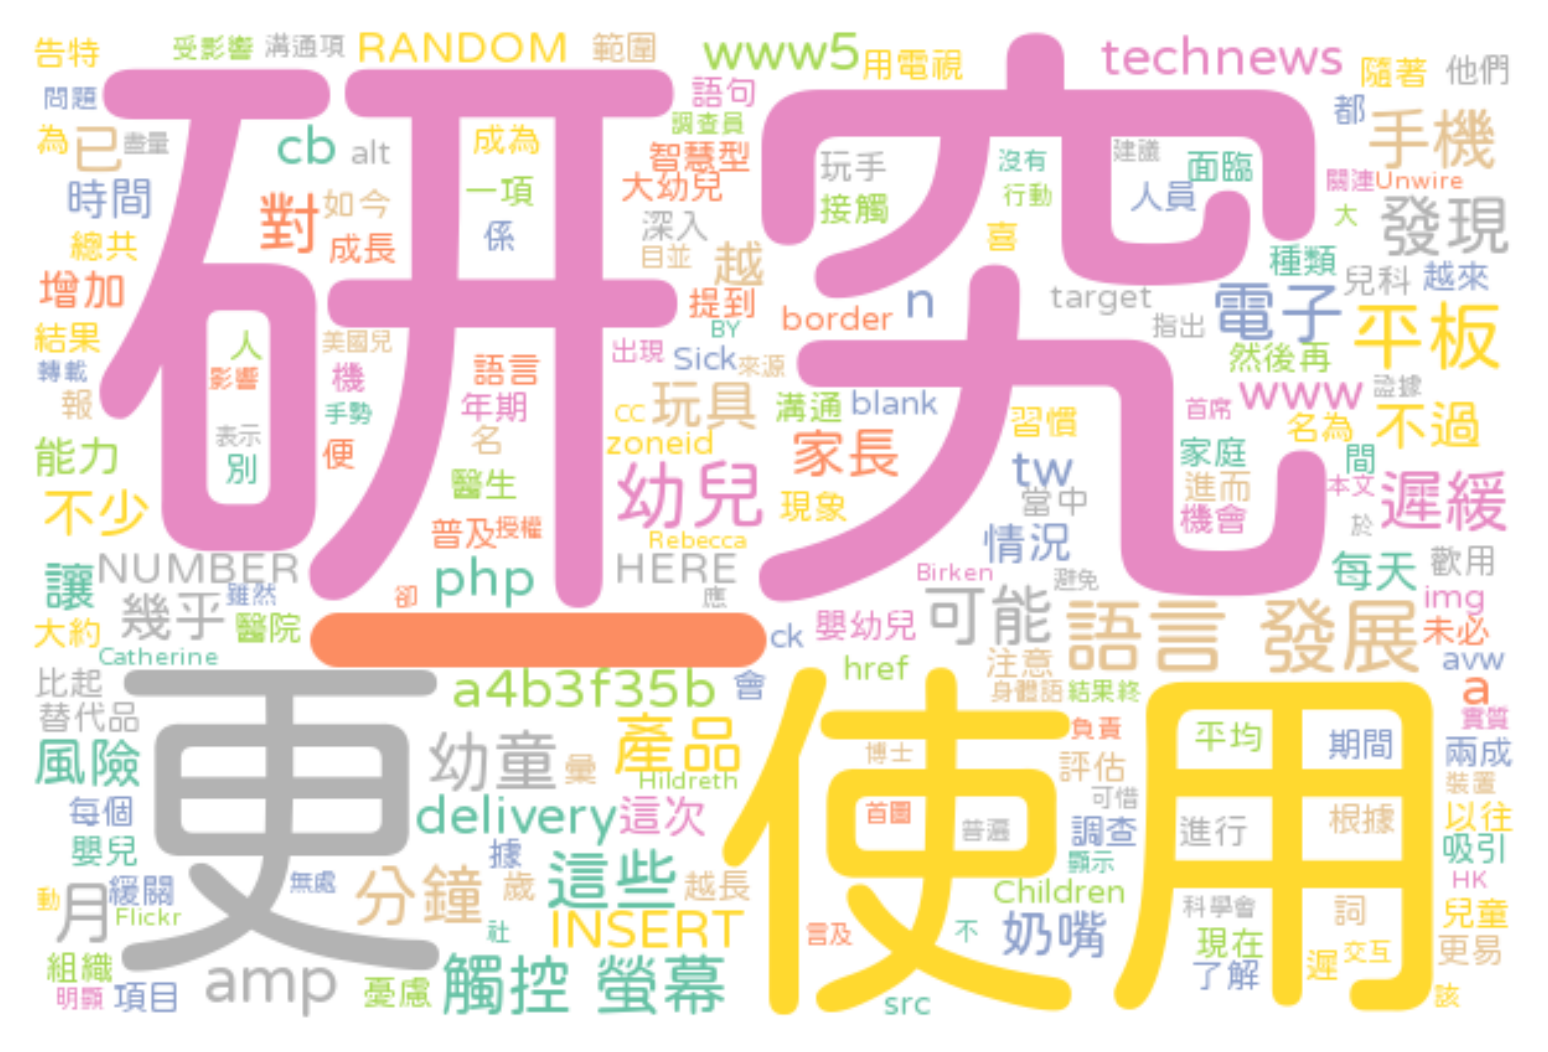 告特 受影響 溝通項 RANDOM 範圍 www5 用電視 technews 隨著 他們
問題 語句 都 手機
為 已 盡量 cb alt 成為 調查員 智慧型 玩手 沒有 建議 面臨
時間 對 如今 一項 大幼兒 接觸 行動 人員 關連 Unwire
總共 成長 係 深入 目並 越 喜 大 發現
增加 提到 border n target 電子 種類 兒科 越來
結果 人 美國兒 BY 指出 平板
轉載 影響 機 語言 出現 Sick 來源 然後再
報 手勢 年期 CC 玩具 溝通 blank 習慣 首席 www 證據
能力 表示 別 便 名 zoneid 家長 tw 家庭 名為 不過
不少 醫生 幼兒 現象 當中 進而 間 本文 遲緩
普及 授權 Rebecca 情況 機會 於
研究
讓 NUMBER 雖然 卻 php HERE 應 Birken 避免 每天 歡用
大約 幾乎 醫院 一 ck 嬰幼兒 可能 語言 發展 img 未必
Catherine href 注意 avw
比起 a4b3f35b 會 身體語 結果終 a
替代品 幼童 彙 產品 博士 負責 平均 期間 實質
風險 更 Hildreth 使用 評估 兩成
每個 delivery 這次 首圖 普遍 可惜 調查 進行 根據 裝置 以往
嬰兒 據 顯示 吸引
動 月 緩關 無處 分鐘 歲 這些 越長 Children 科學會 詞 HK
Flickr 社 INSERT 言及 不 奶嘴 現在 兒童
組織 amp 觸控 螢幕 了解 遲 交互 更易
明顯 項目 憂慮 src 該